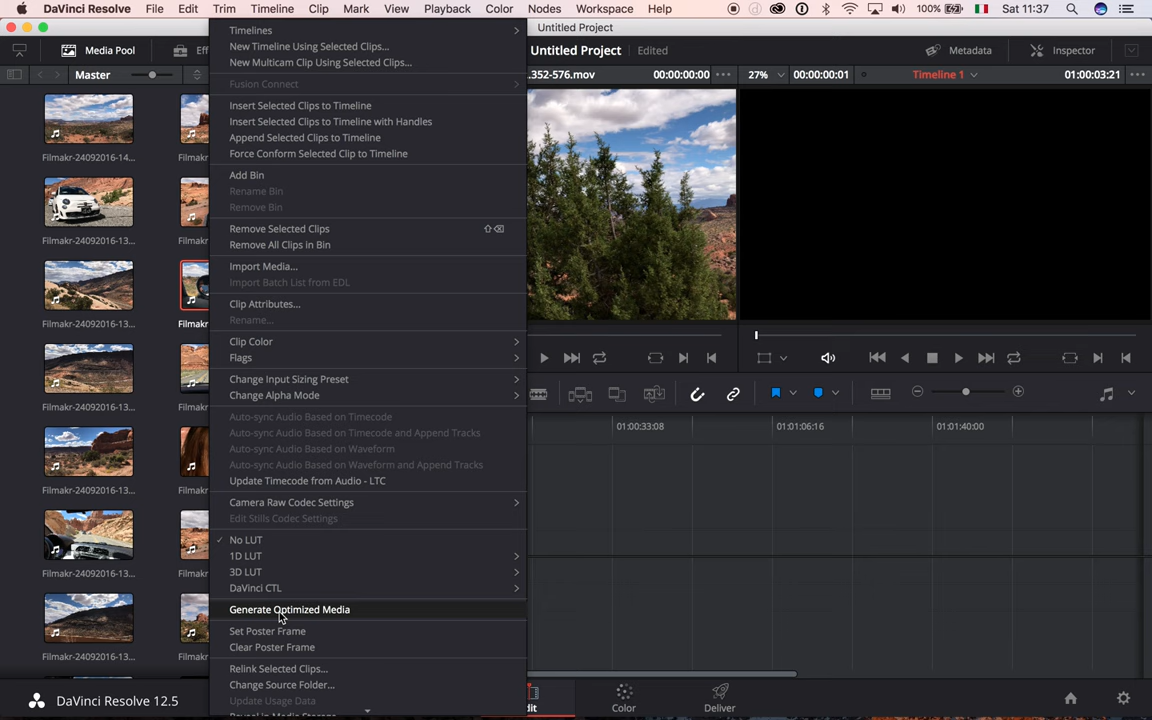 DaVinci Resolve File Edit Trim Timeline Clip Mark View Playback Color Nodes Workspace Help 100% Sat 11:37
Untitled Project
Media Pool Eff Untitled Project Edited Metadata Inspector
Master .352-576.mov 00:00:00:00 27% 00:00:00:01 Timeline 1 01:00:03:21
Filmakr-24092016-14... Filmakr
Filmakr-24092016-13... Filmakr
Filmakr-24092016-13... Filmakr
Filmakr-24092016-13... Filmakr
Filmakr-24092016-13... Filmakr
Filmakr-24092016-13... Filmakr
Filmakr-24092016-13... Filmakr
Timelines
New Timeline Using Selected Clips...
New Multicam Clip Using Selected Clips...
Fusion Connect
Insert Selected Clips to Timeline
Insert Selected Clips to Timeline with Handles
Append Selected Clips to Timeline
Force Conform Selected Clip to Timeline
Add Bin
Rename Bin
Remove Bin
Remove Selected Clips
Remove All Clips in Bin
Import Media...
Import Batch List from EDL
Clip Attributes...
Rename...
Clip Color
Flags
Change Input Sizing Preset
Change Alpha Mode
Auto-sync Audio Based on Timecode
Auto-sync Audio Based on Timecode and Append Tracks
Auto-sync Audio Based on Waveform
Auto-sync Audio Based on Waveform and Append Tracks
Update Timecode from Audio - LTC
Camera Raw Codec Settings
Edit Stills Codec Settings
No LUT
1D LUT
3D LUT
DaVinci CTL
Generate Optimized Media
Set Poster Frame
Clear Poster Frame
Relink Selected Clips...
Change Source Folder...
Update Usage Data
01:00:33:08 01:01:06:16 01:01:40:00
DaVinci Resolve 12.5 dit Color Deliver